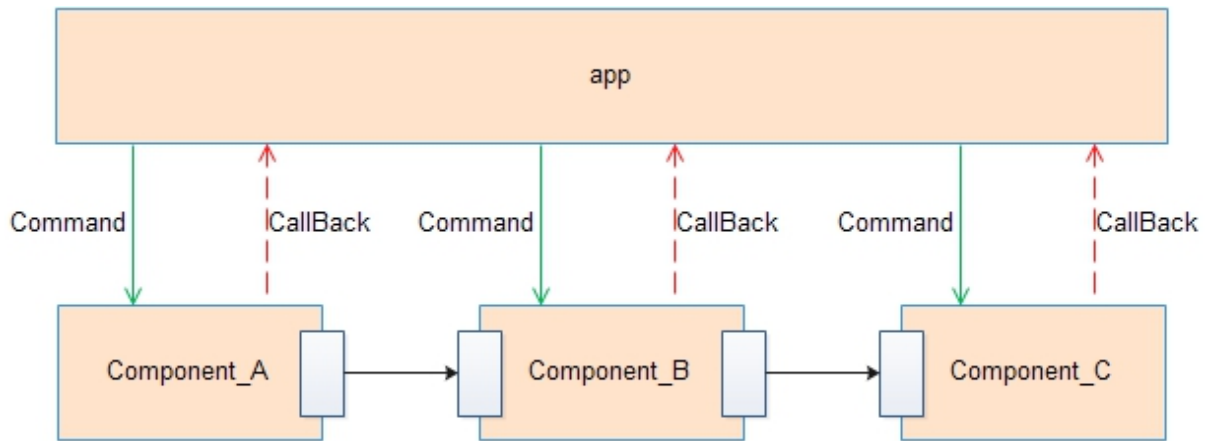 app
Command
CallBack
Command
CallBack
Command
CallBack
Component_A
Component_B
Component_C